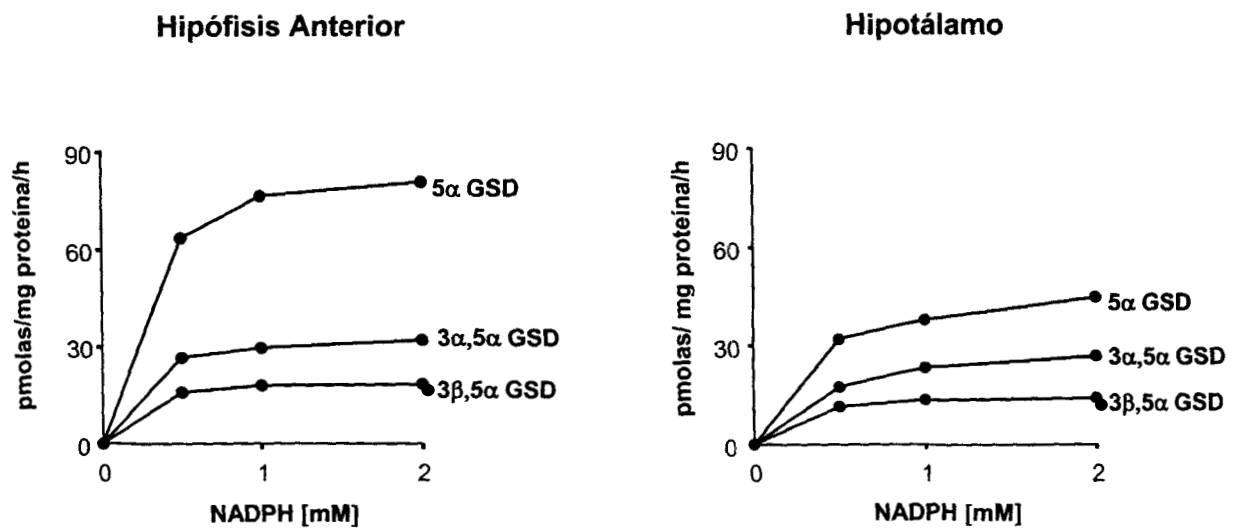 Hipófisis Anterior
pmolas/mg proteína/h
90
60
30
0
0
1
2
NADPH [mM]
5α GSD
3α,5α GSD
3β,5α GSD
Hipotálamo
pmolas/ mg proteína/h
90
60
30
0
0
1
2
NADPH [mM]
5α GSD
3α,5α GSD
3β,5α GSD